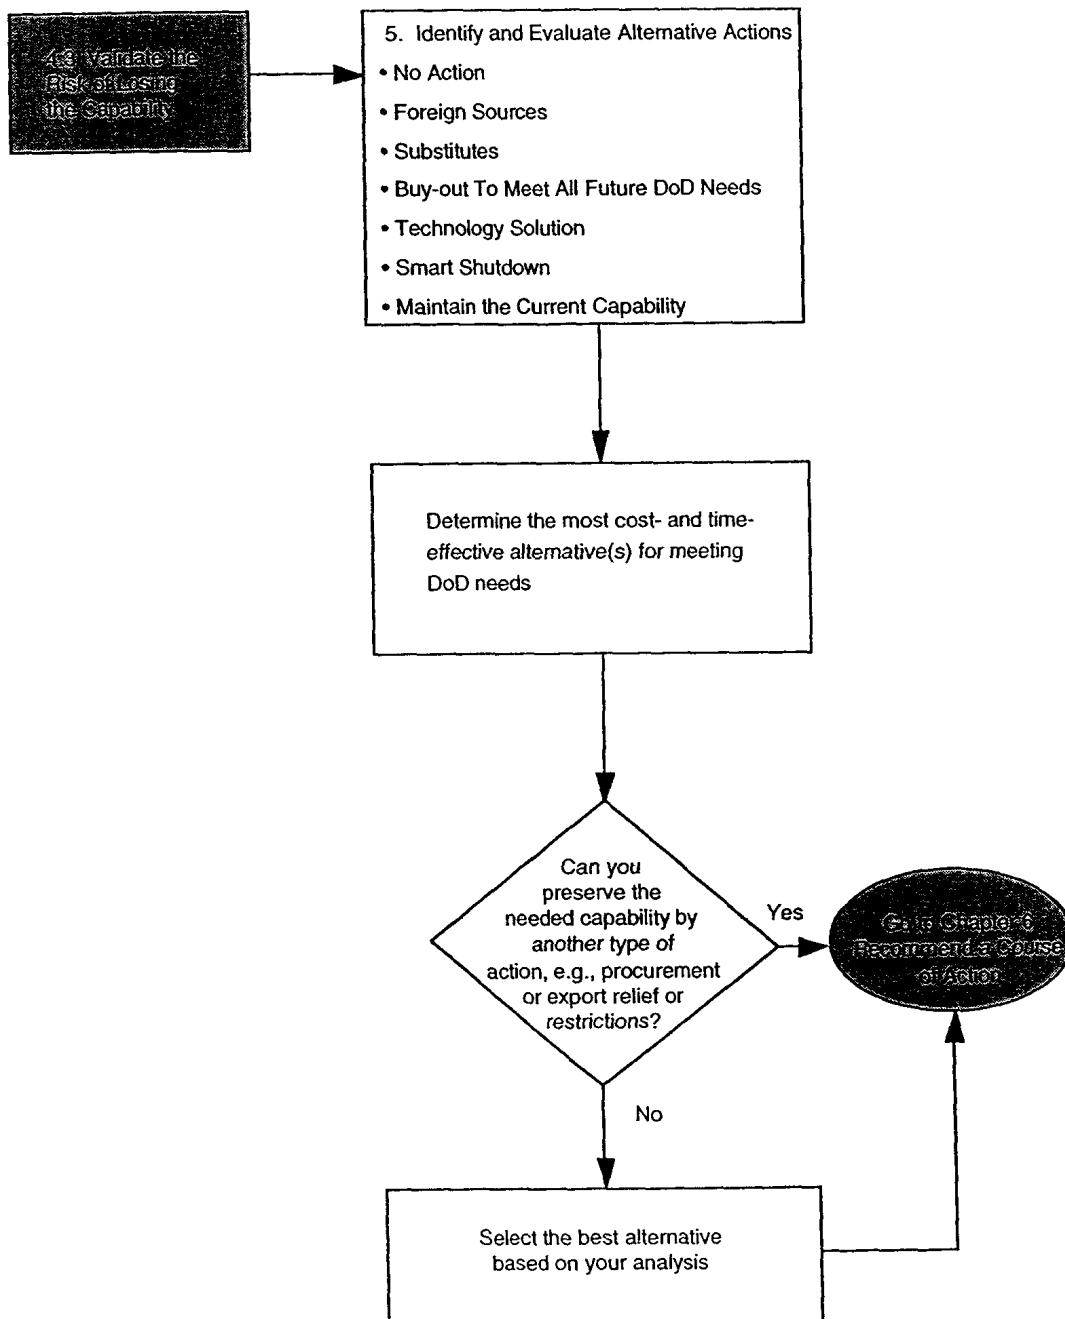 4.3 Validate the
Risk of Losing
the Capability
5. Identify and Evaluate Alternative Actions
• No Action
• Foreign Sources
• Substitutes
• Buy-out To Meet All Future DoD Needs
• Technology Solution
• Smart Shutdown
• Maintain the Current Capability
Determine the most cost- and time-
effective alternative(s) for meeting
DoD needs
Can you
preserve the
needed capability by
another type of
action, e.g., procurement
or export relief or
restrictions?
Yes
Go to Chapter 6
Recommend a Course
of Action
No
Select the best alternative
based on your analysis